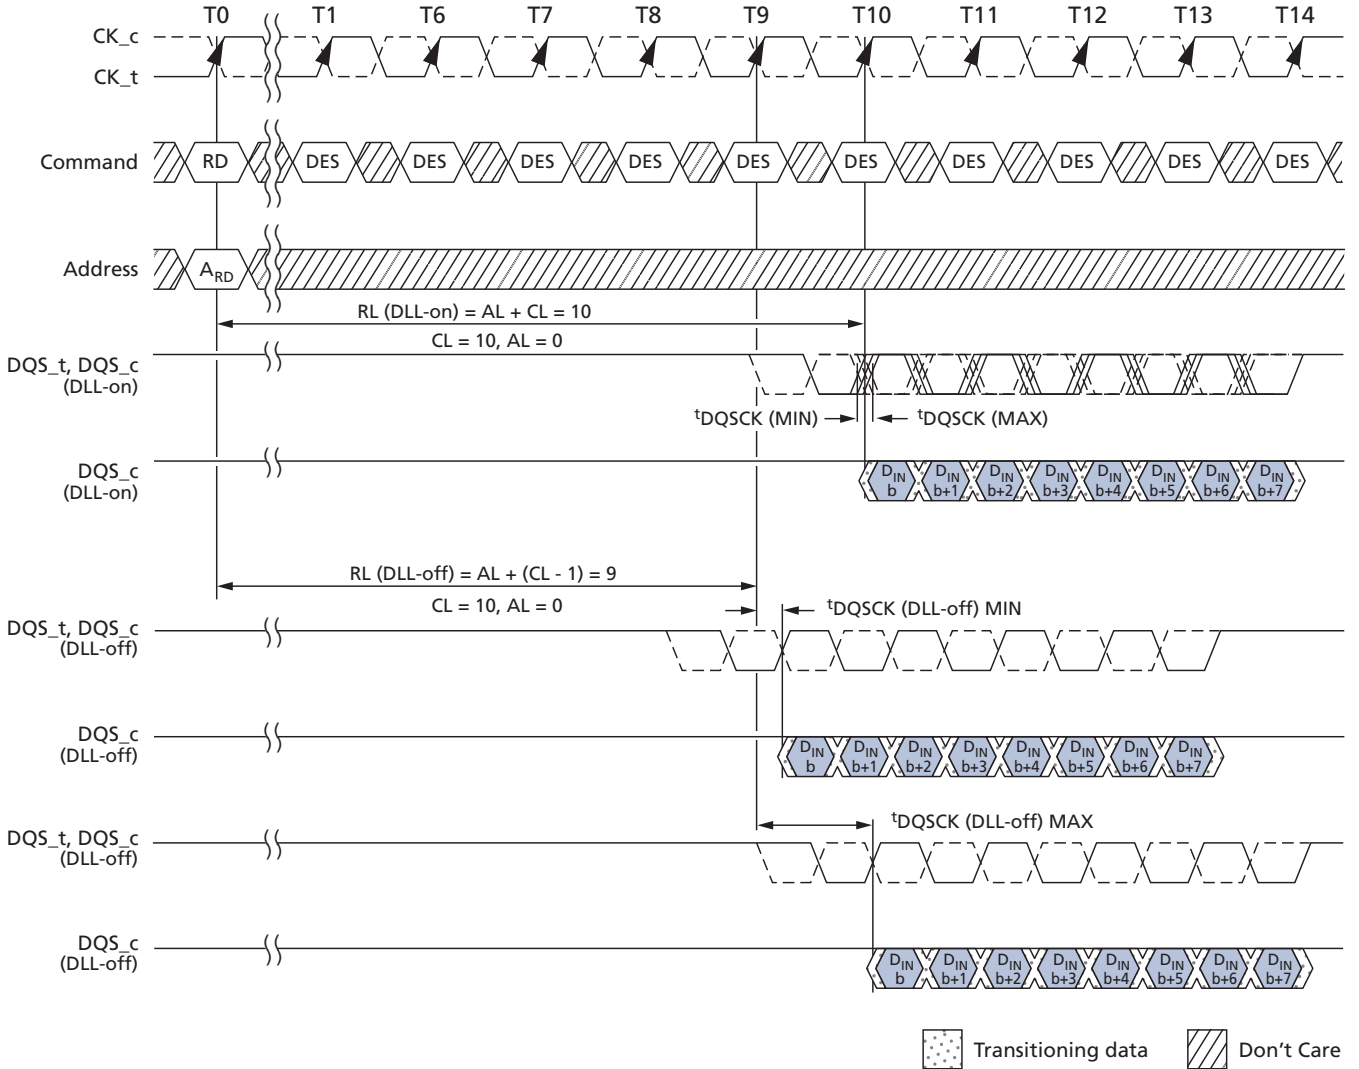 T0 T1 T6 T7 T8 T9 T10 T11 T12 T13 T14
CK_c
CK_t
Command RD DES DES DES DES DES DES DES DES DES DES
Address ARD
RL (DLL-on) = AL + CL = 10
CL = 10, AL = 0
DQS_t, DQS_c
(DLL-on)
tDQSCK (MIN) tDQSCK (MAX)
DQS_c
(DLL-on)
DIN b DIN b+1 DIN b+2 DIN b+3 DIN b+4 DIN b+5 DIN b+6 DIN b+7
RL (DLL-off) = AL + (CL - 1) = 9
CL = 10, AL = 0
tDQSCK (DLL-off) MIN
DQS_t, DQS_c
(DLL-off)
DQS_c
(DLL-off)
DIN b DIN b+1 DIN b+2 DIN b+3 DIN b+4 DIN b+5 DIN b+6 DIN b+7
tDQSCK (DLL-off) MAX
DQS_t, DQS_c
(DLL-off)
DQS_c
(DLL-off)
DIN b DIN b+1 DIN b+2 DIN b+3 DIN b+4 DIN b+5 DIN b+6 DIN b+7
Transitioning data Don't Care